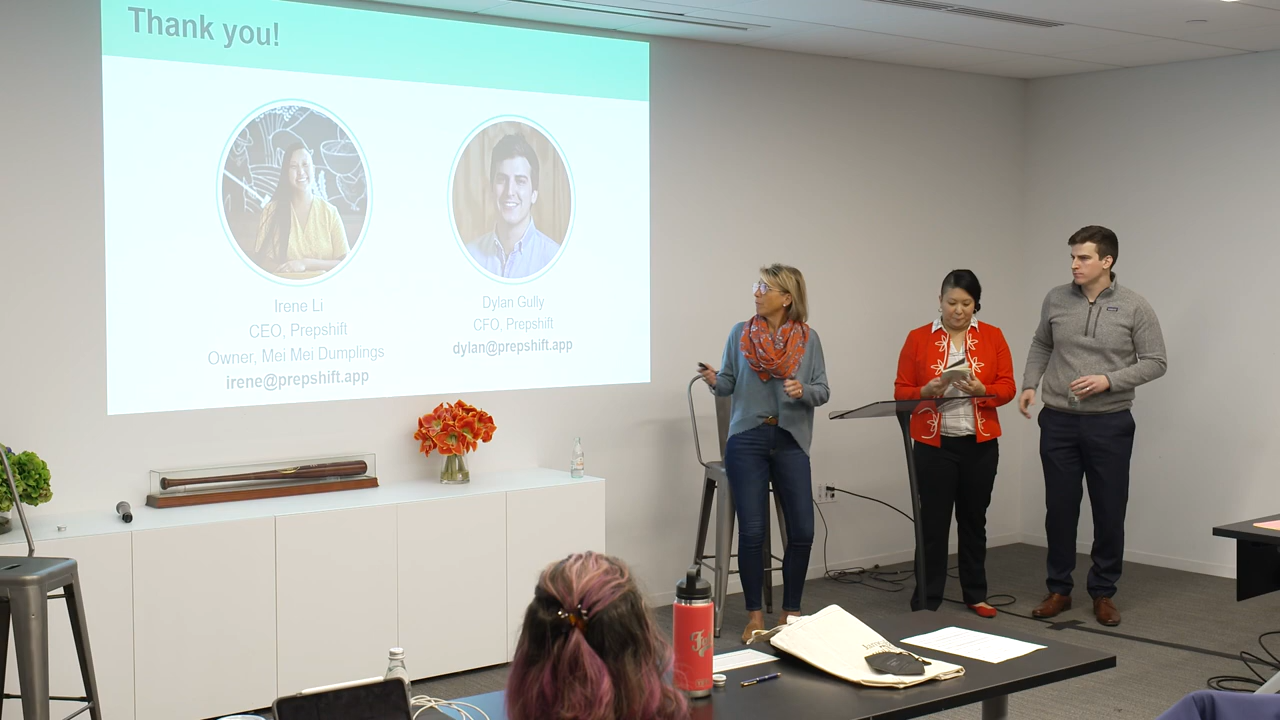 Thank you!
Irene Li
CEO, Prepshift
Owner, Mei Mei Dumplings
irene@prepshift.app
Dylan Gully
CFO, Prepshift
dylan@prepshift.app